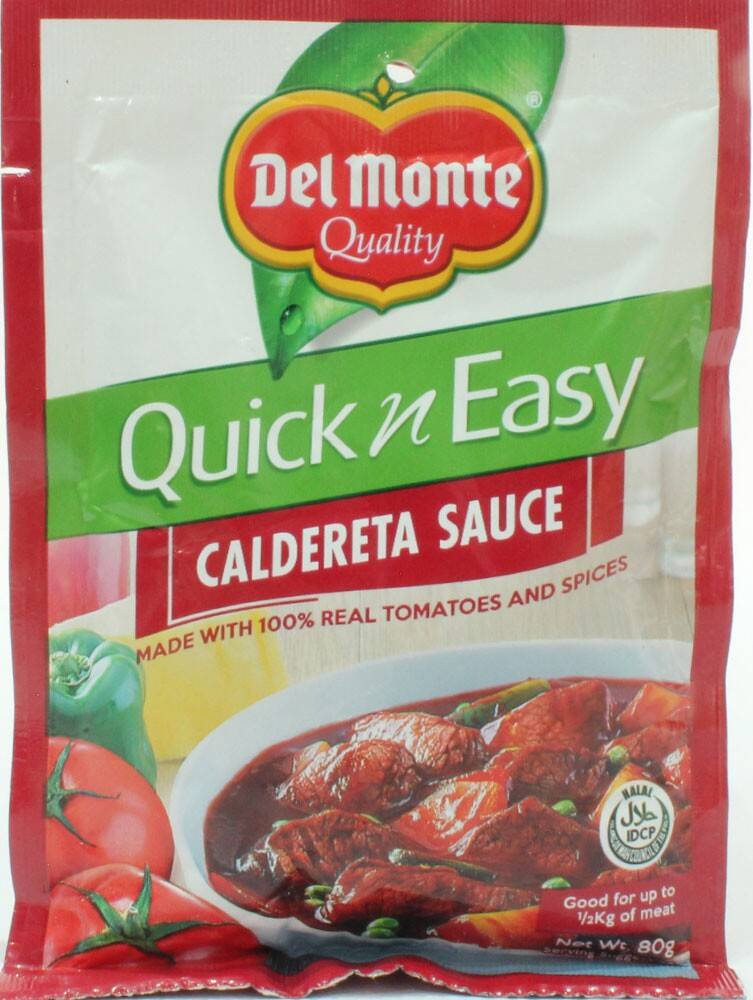 Del Monte
®
Quality
Quick n Easy
CALDERETA SAUCE
MADE WITH 100% REAL TOMATOES AND SPICES
HALAL
حلال
IDCP
Good for up to
½Kg of meat
Net Wt. 80g